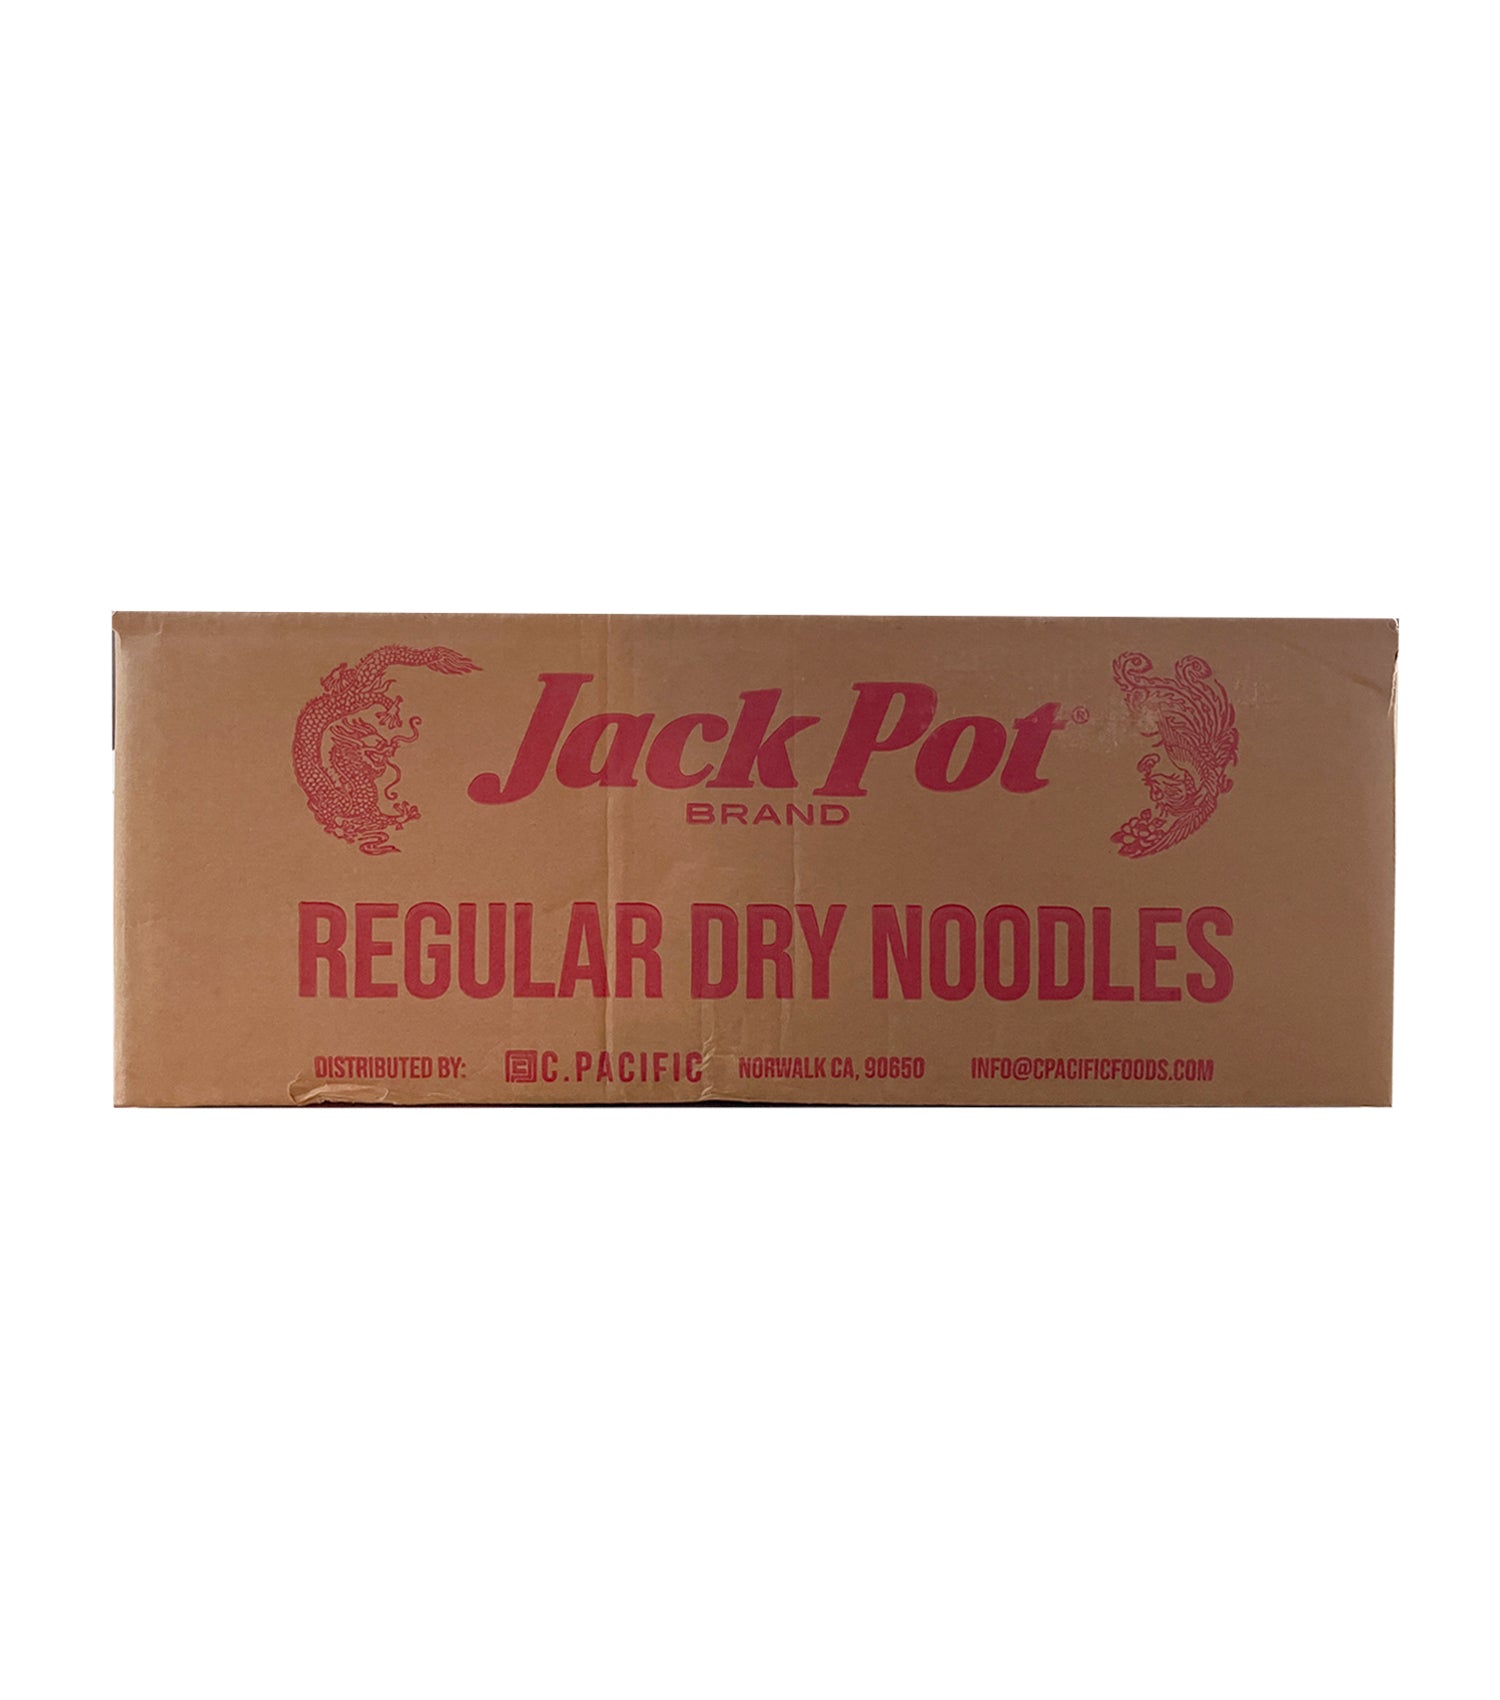 Jack Pot®
BRAND
REGULAR DRY NOODLES
DISTRIBUTED BY: C.PACIFIC NORWALK CA, 90650 INFO@CPACIFICFOODS.COM